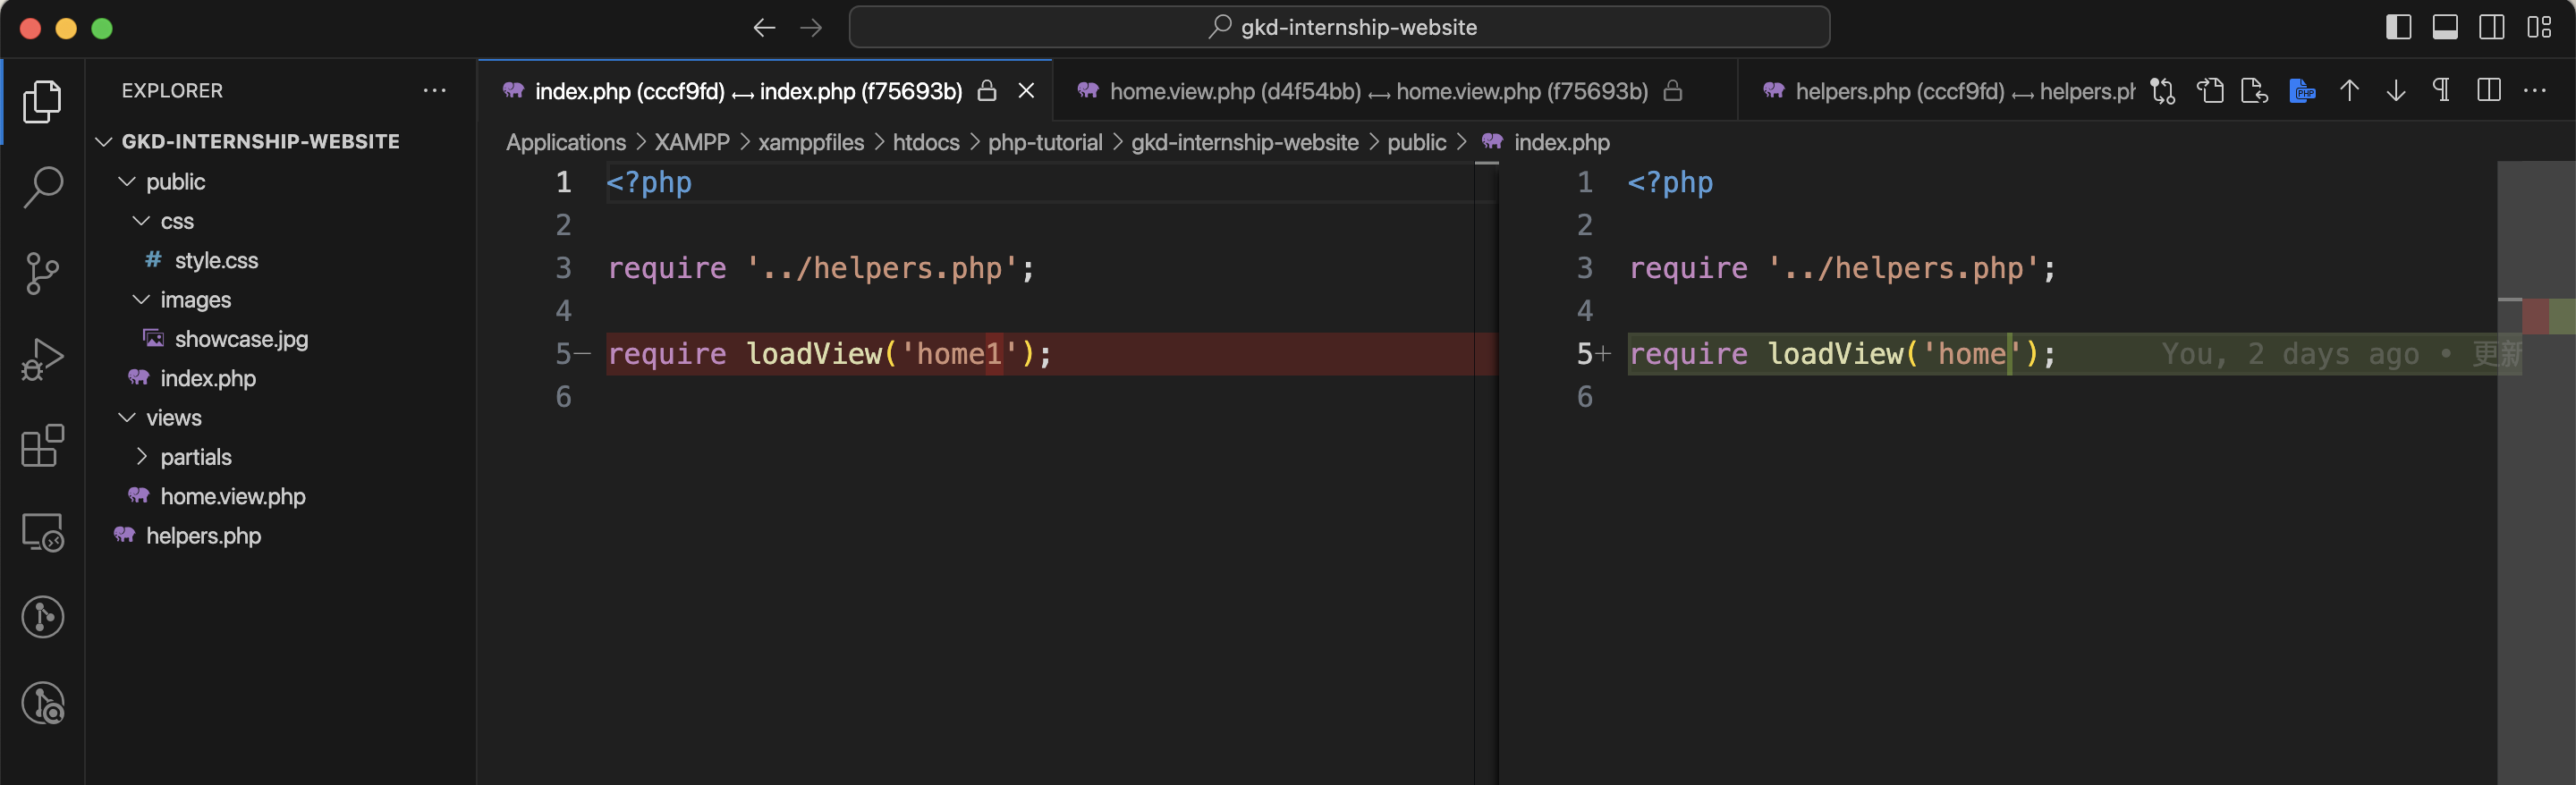 gkd-internship-website
EXPLORER
GKD-INTERNSHIP-WEBSITE
public
css
# style.css
images
showcase.jpg
index.php
views
partials
home.view.php
helpers.php
index.php (cccf9fd) ⟷ index.php (f75693b)
home.view.php (d4f54bb) ⟷ home.view.php (f75693b)
helpers.php (cccf9fd) ⟷ helpers.ph
PHP
Applications > XAMPP > xamppfiles > htdocs > php-tutorial > gkd-internship-website > public > index.php
1 <?php
2
3 require '../helpers.php';
4
5— require loadView('home1');
6
1 <?php
2
3 require '../helpers.php';
4
5+ require loadView('home'); You, 2 days ago • 更新
6